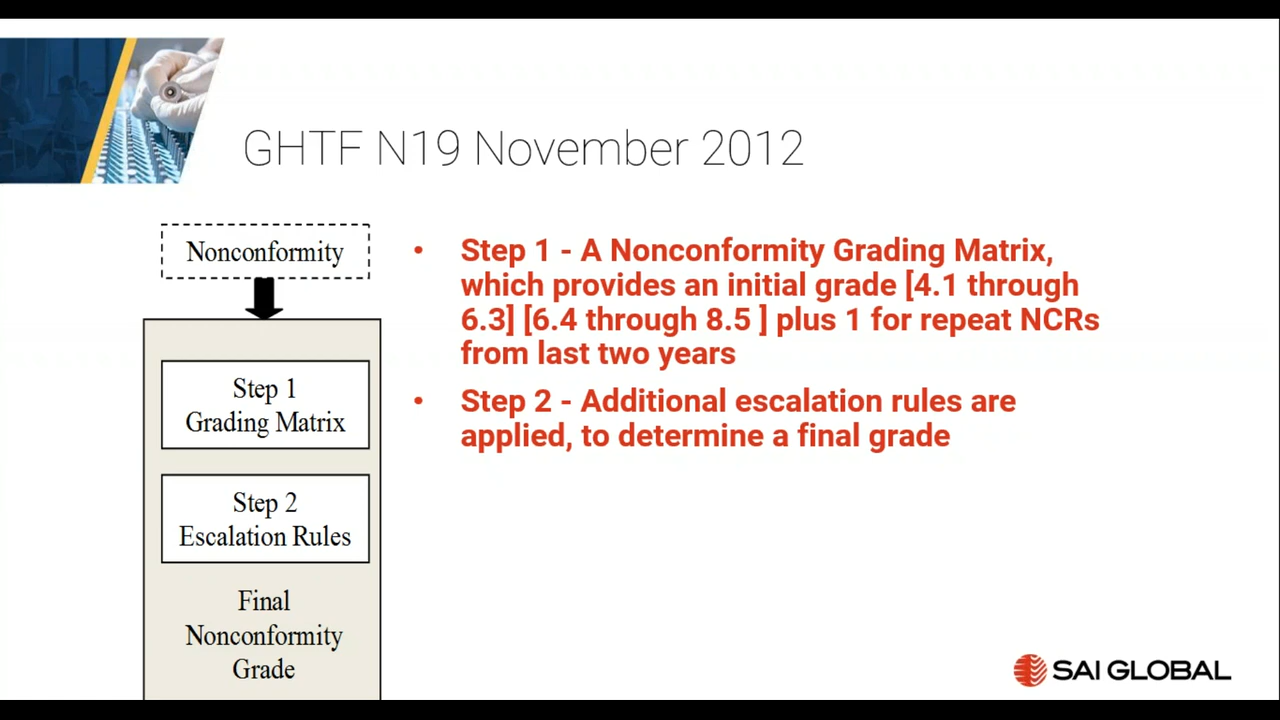 GHTF N19 November 2012
Nonconformity
Step 1
Grading Matrix
Step 2
Escalation Rules
Final
Nonconformity
Grade
• Step 1 - A Nonconformity Grading Matrix,
which provides an initial grade [4.1 through
6.3] [6.4 through 8.5 ] plus 1 for repeat NCRs
from last two years
• Step 2 - Additional escalation rules are
applied, to determine a final grade
SAI GLOBAL